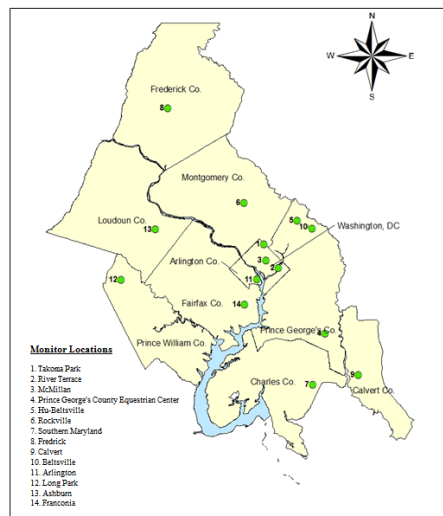 N
W
E
S
Frederick Co.
8
Montgomery Co.
6
5
10
Loudoun Co.
13
Washington, DC
1
3
2
Arlington Co.
11
12
Fairfax Co.
14
Prince George's Co.
4
Prince William Co.
9
Charles Co.
7
Calvert Co.
Monitor Locations
1. Takoma Park
2. River Terrace
3. McMillan
4. Prince George's County Equestrian Center
5. Hu-Beltsville
6. Rockville
7. Southern Maryland
8. Fredrick
9. Calvert
10. Beltsville
11. Arlington
12. Long Park
13. Ashburn
14. Franconia